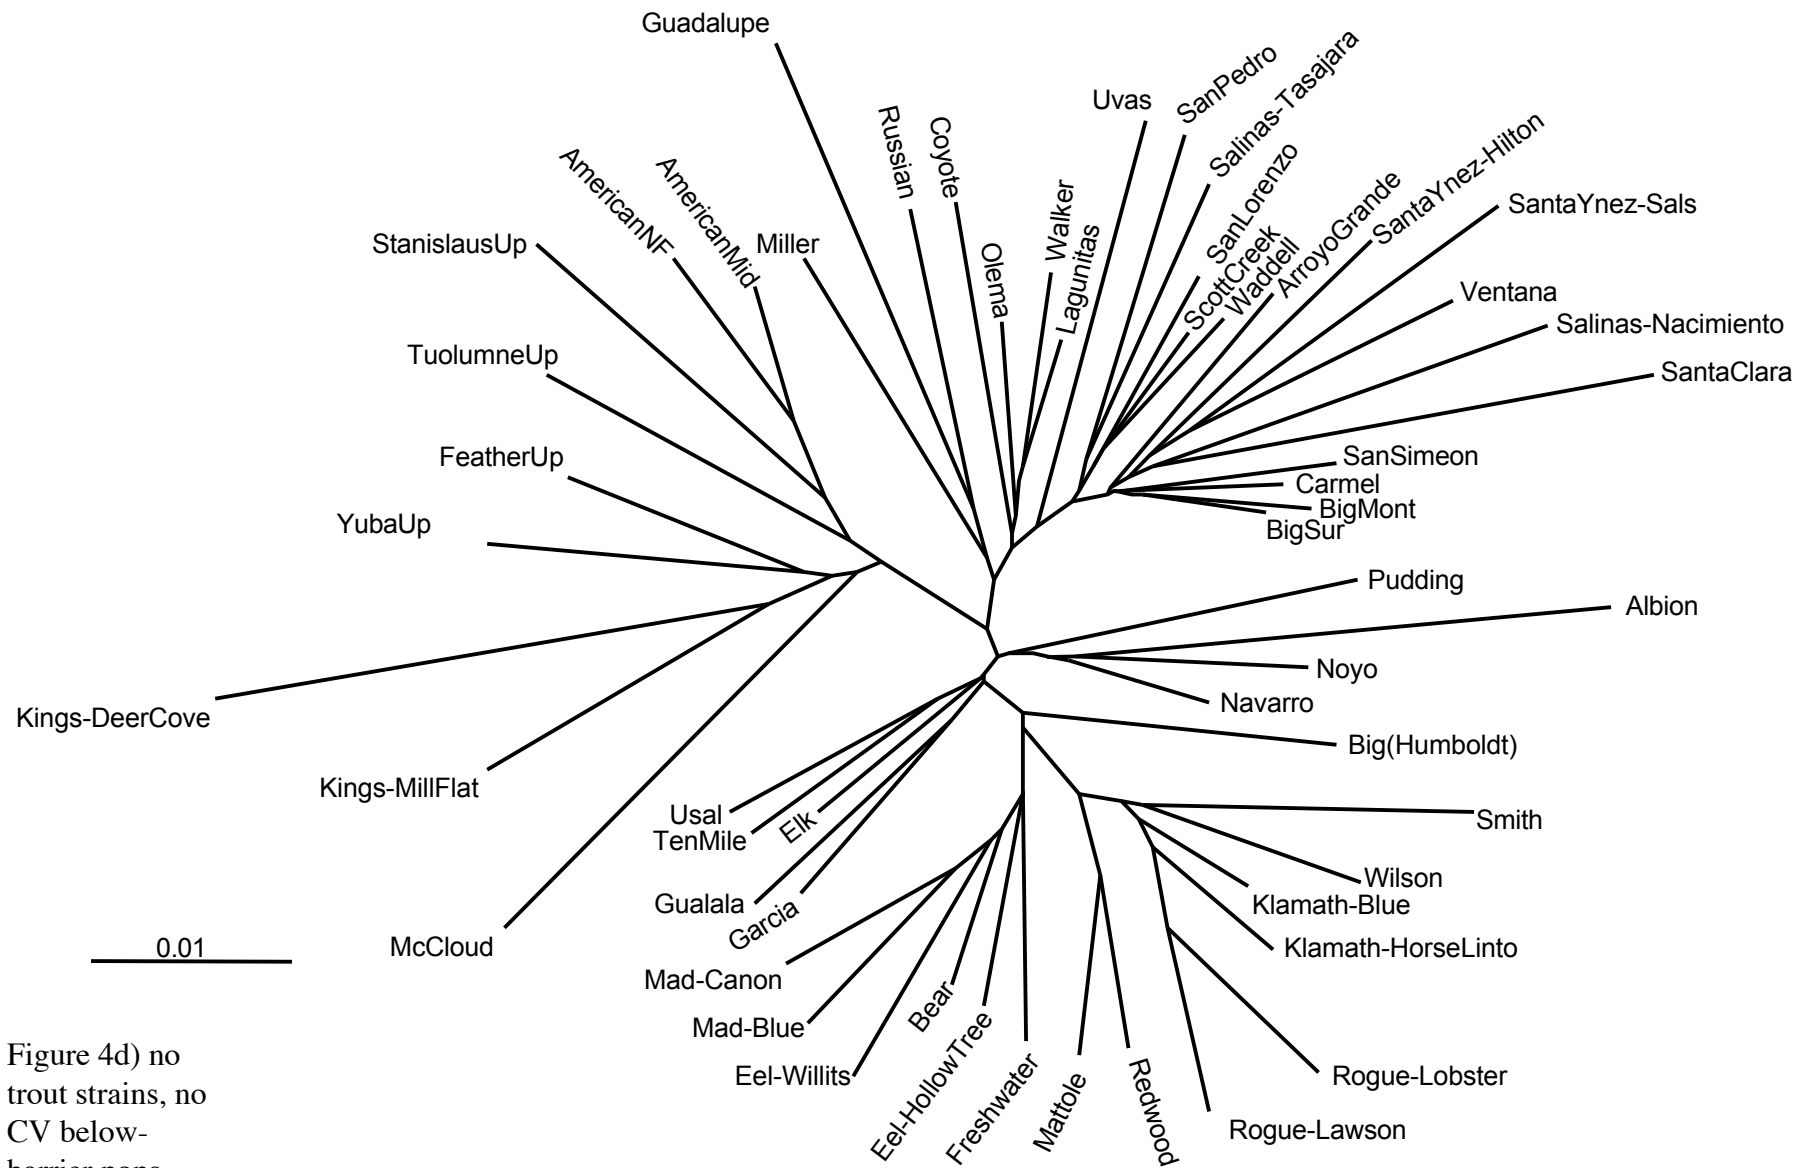 Guadalupe
Russian
Coyote
Uvas
SanPedro
Salinas-Tasajara
AmericanNF
AmericanMid
Miller
StanislausUp
Olema
Walker
Lagunitas
SanLorenzo
ScottCreek
Waddell
ArroyoGrande
SantaYnez-Hilton
SantaYnez-Sals
Ventana
Salinas-Nacimiento
TuolumneUp
SantaClara
FeatherUp
SanSimeon
Carmel
BigMont
BigSur
YubaUp
Pudding
Albion
Noyo
Navarro
Kings-DeerCove
Big(Humboldt)
Kings-MillFlat
Usal
TenMile
Elk
Smith
Gualala
Garcia
Wilson
Klamath-Blue
McCloud
Klamath-HorseLinto
0.01
Mad-Canon
Mad-Blue
Bear
Eel-Willits
Eel-HollowTree
Freshwater
Mattole
Redwood
Rogue-Lobster
Rogue-Lawson
Figure 4d) no
trout strains, no
CV below-
barrier pops